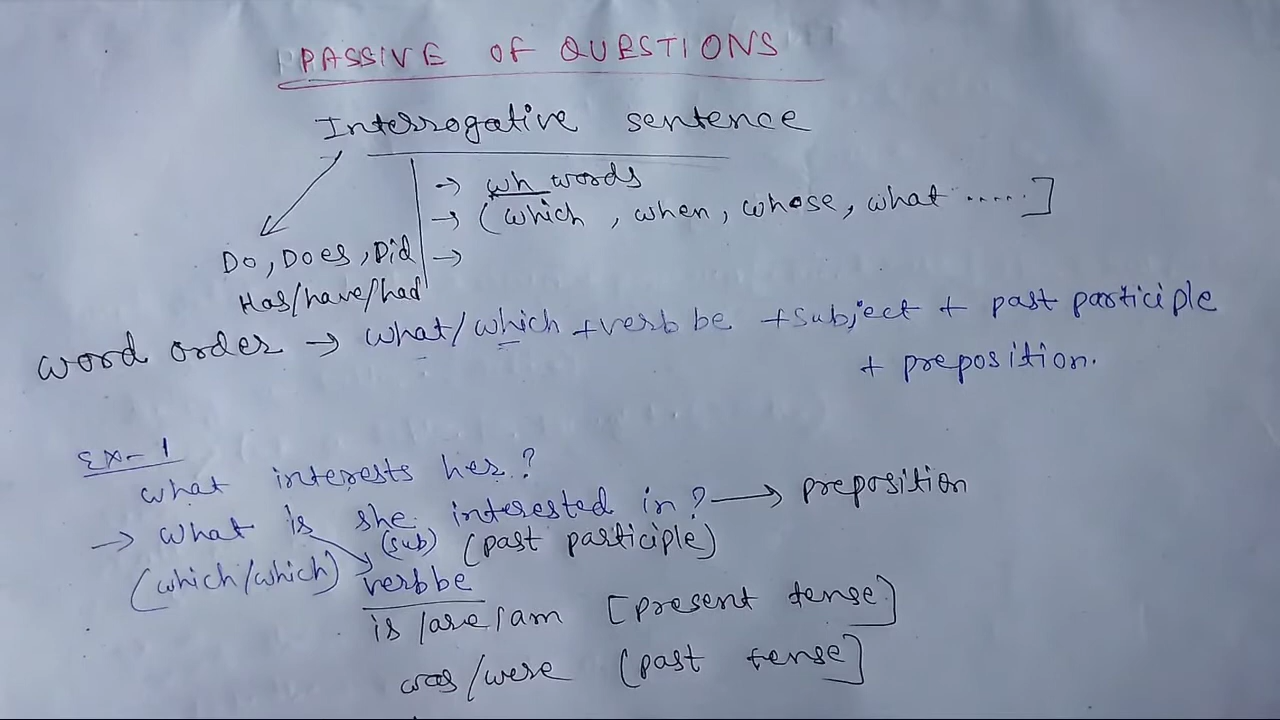 PASSIVE OF QUESTIONS
Interrogative sentence
→ wh words
→ (which, when, whose, what .....]
Do, Does, Did →
Has/have/had
word order → what/which + verb be + subject + past participle
+ preposition.
Ex-1
what interests her?
→ what is she interested in? → preposition
(sub) (past participle)
(which/which) verb be
is/are/am [present tense]
was/were (past tense]